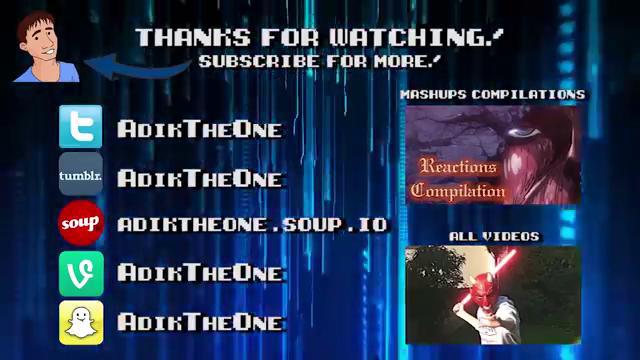 THANKS FOR WATCHING!
SUBSCRIBE FOR MORE!
MASHUPS COMPILATIONS
Reactions
Compilation
t
AdikTheOne
tumblr.
AdikTheOne
soup
ADIKTHEONE.SOUP.IO
AdikTheOne
AdikTheOne
ALL VIDEOS